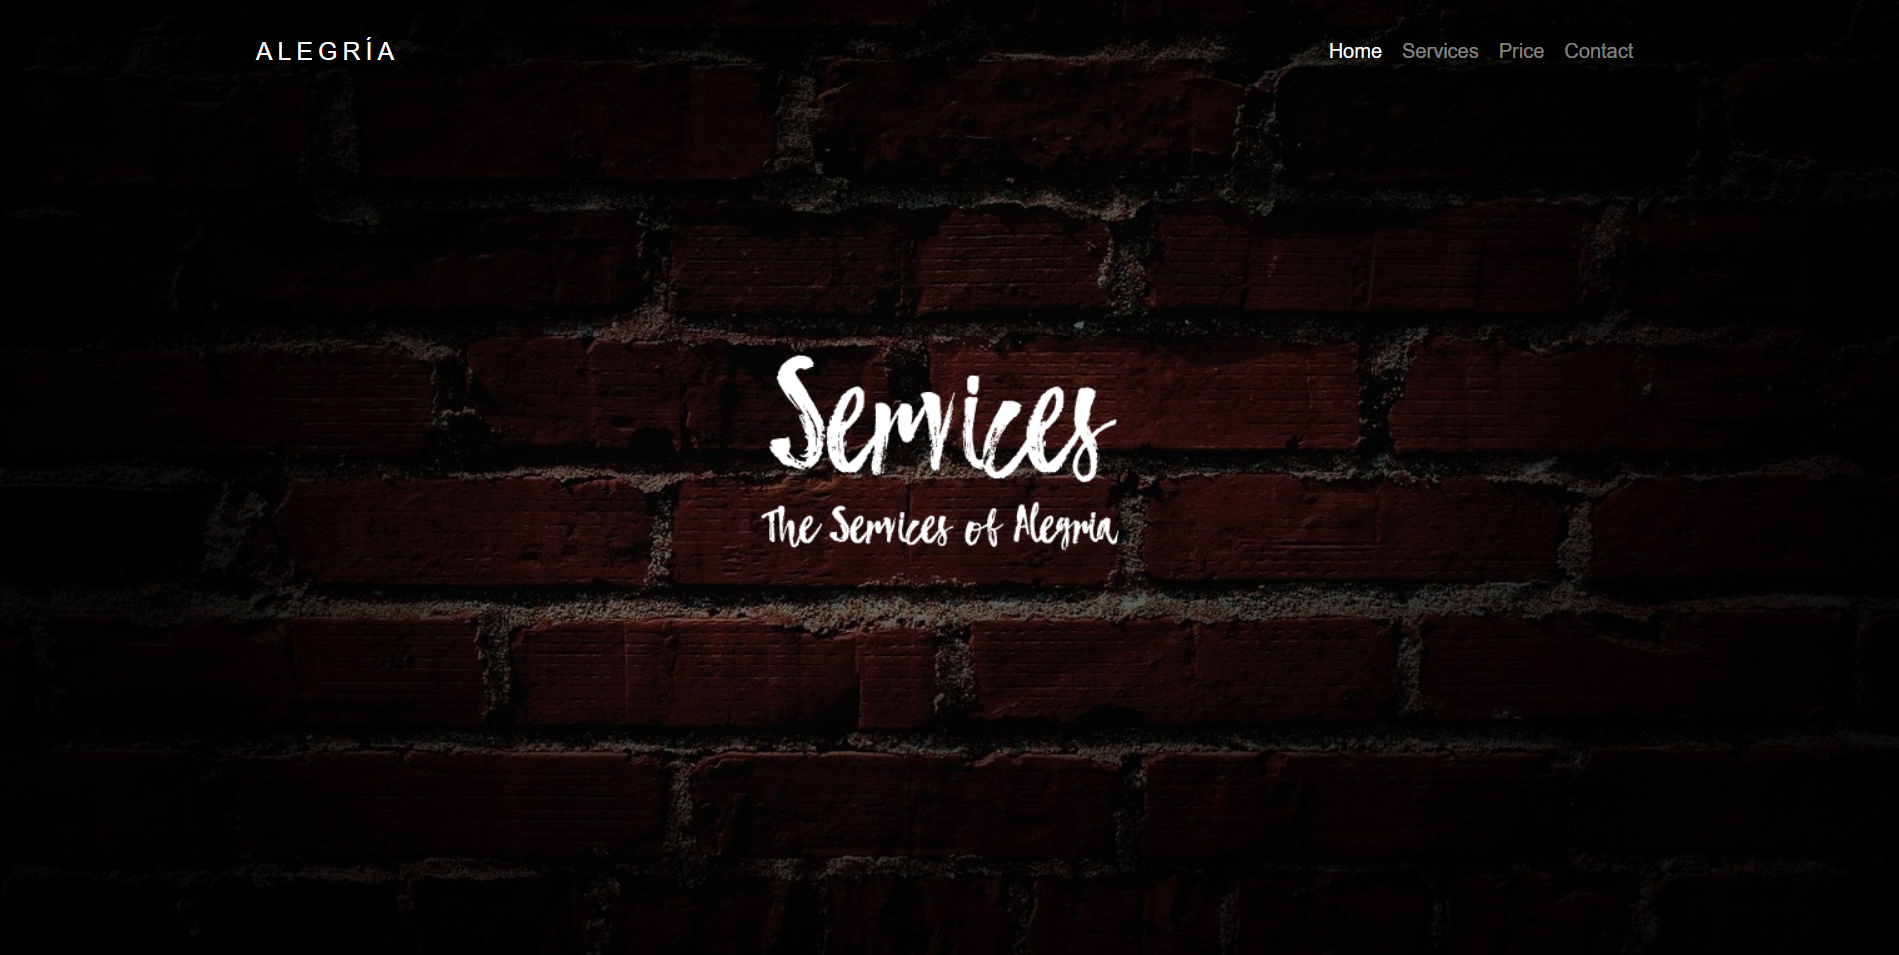 ALEGRÍA
Home Services Price Contact
Services
The Services of Alegria